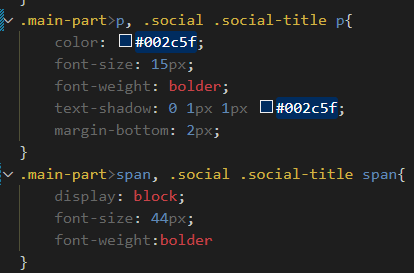 }
.main-part>p, .social .social-title p{
color: #002c5f;
font-size: 15px;
font-weight: bolder;
text-shadow: 0 1px 1px #002c5f;
margin-bottom: 2px;
}
.main-part>span, .social .social-title span{
display: block;
font-size: 44px;
font-weight:bolder
}